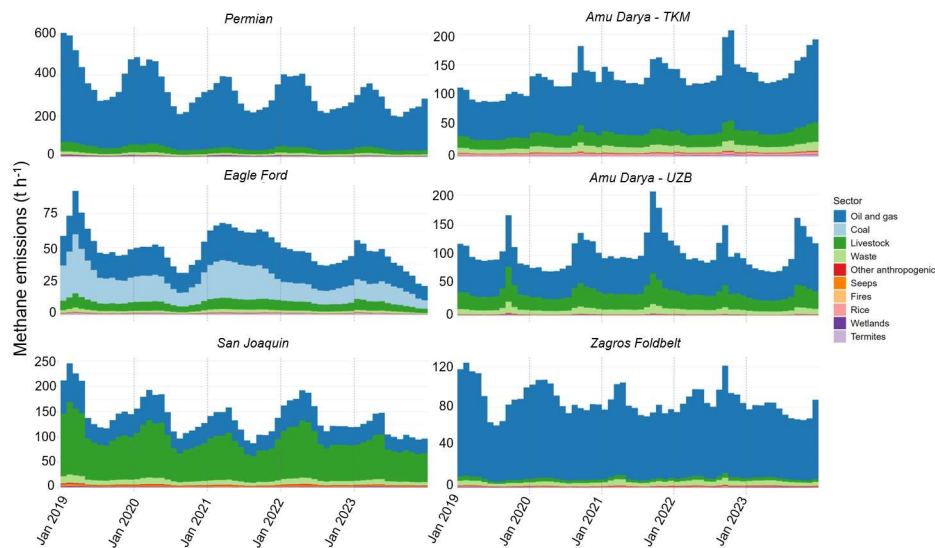 Permian
600
400
200
0
Amu Darya - TKM
200
150
100
50
0
Eagle Ford
75
50
25
0
Amu Darya - UZB
200
150
100
50
0
San Joaquin
250
200
150
100
50
0
Zagros Foldbelt
120
80
40
0
Methane emissions (t h⁻¹)
Jan 2019
Jan 2020
Jan 2021
Jan 2022
Jan 2023
Jan 2019
Jan 2020
Jan 2021
Jan 2022
Jan 2023
Sector
Oil and gas
Coal
Livestock
Waste
Other anthropogenic
Seeps
Fires
Rice
Wetlands
Termites